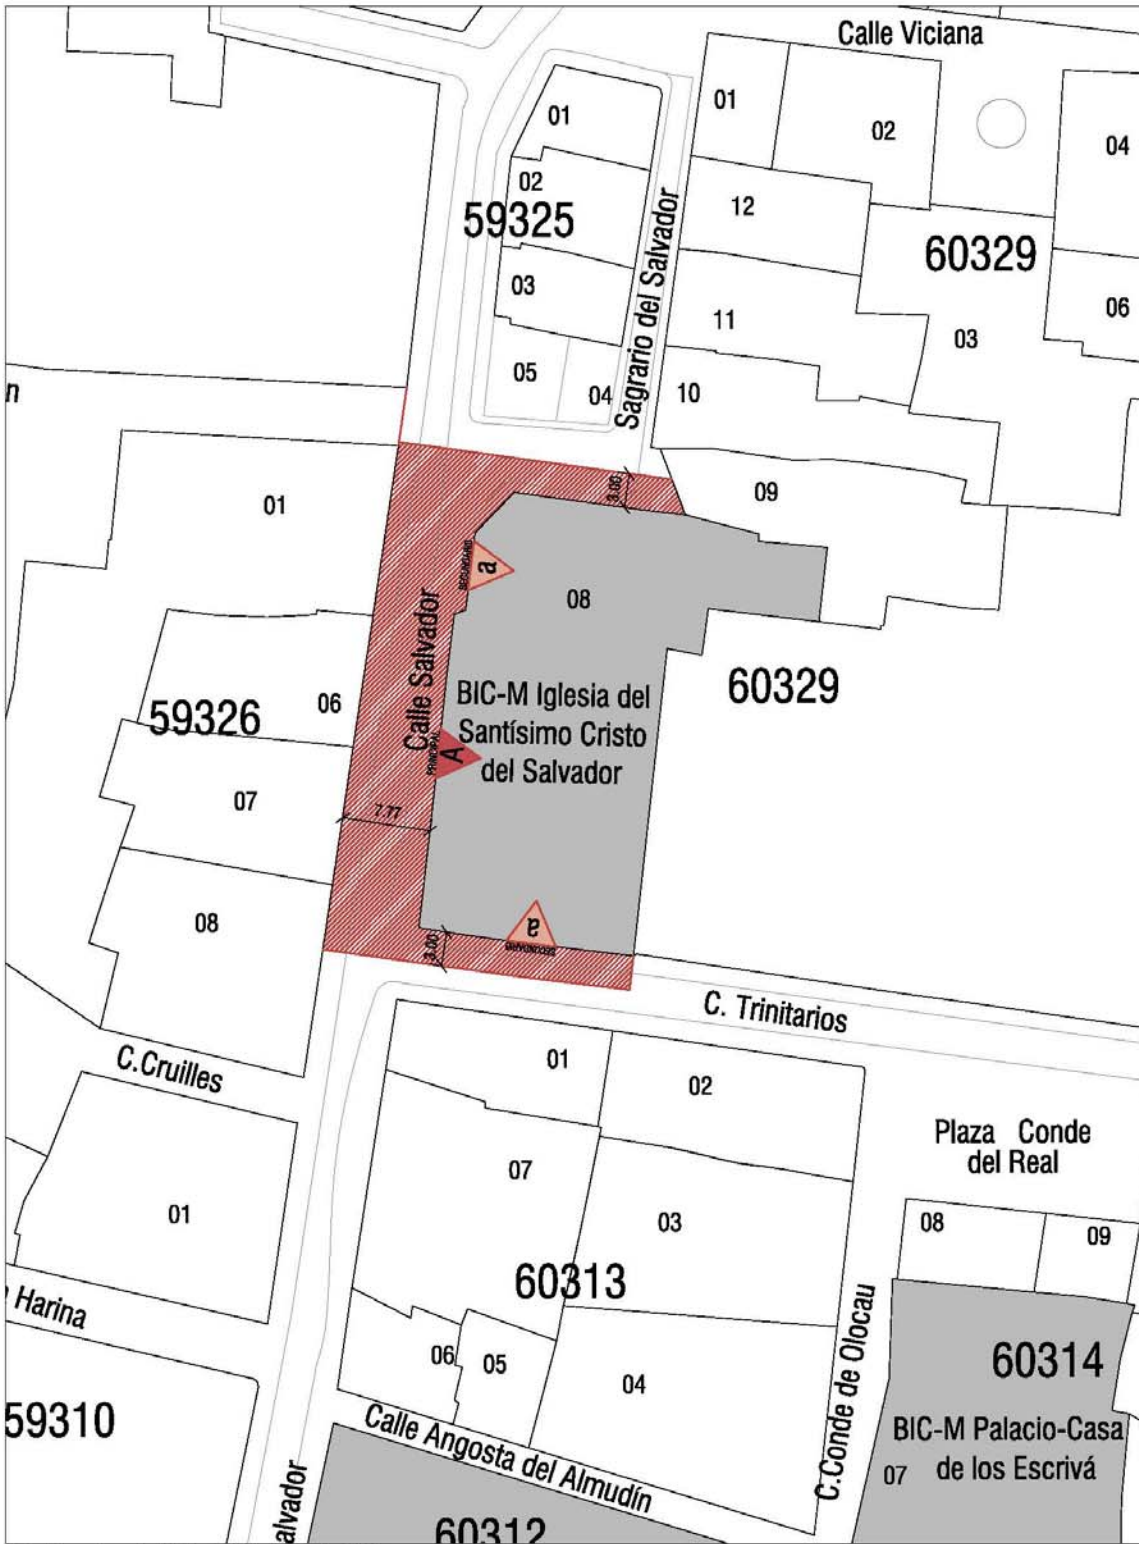 Calle Viciana
01
01
02
04
02
59325
12
60329
Sagrario del Salvador
03
11
03
06
05
04
10
n
01
3.00
09
SECUNDARIO
a
08
Calle Salvador
60329
BIC-M Iglesia del
Santísimo Cristo
del Salvador
06
59326
PRINCIPAL
A
07
7.77
08
3.00
a
SECUNDARIO
C. Trinitarios
C.Cruilles
01
02
Plaza Conde
del Real
07
01
03
08
09
60313
Harina
C.Conde de Olocau
06
05
04
60314
59310
Calle Angosta del Almudín
BIC-M Palacio-Casa
07
de los Escrivá
alvador
60312